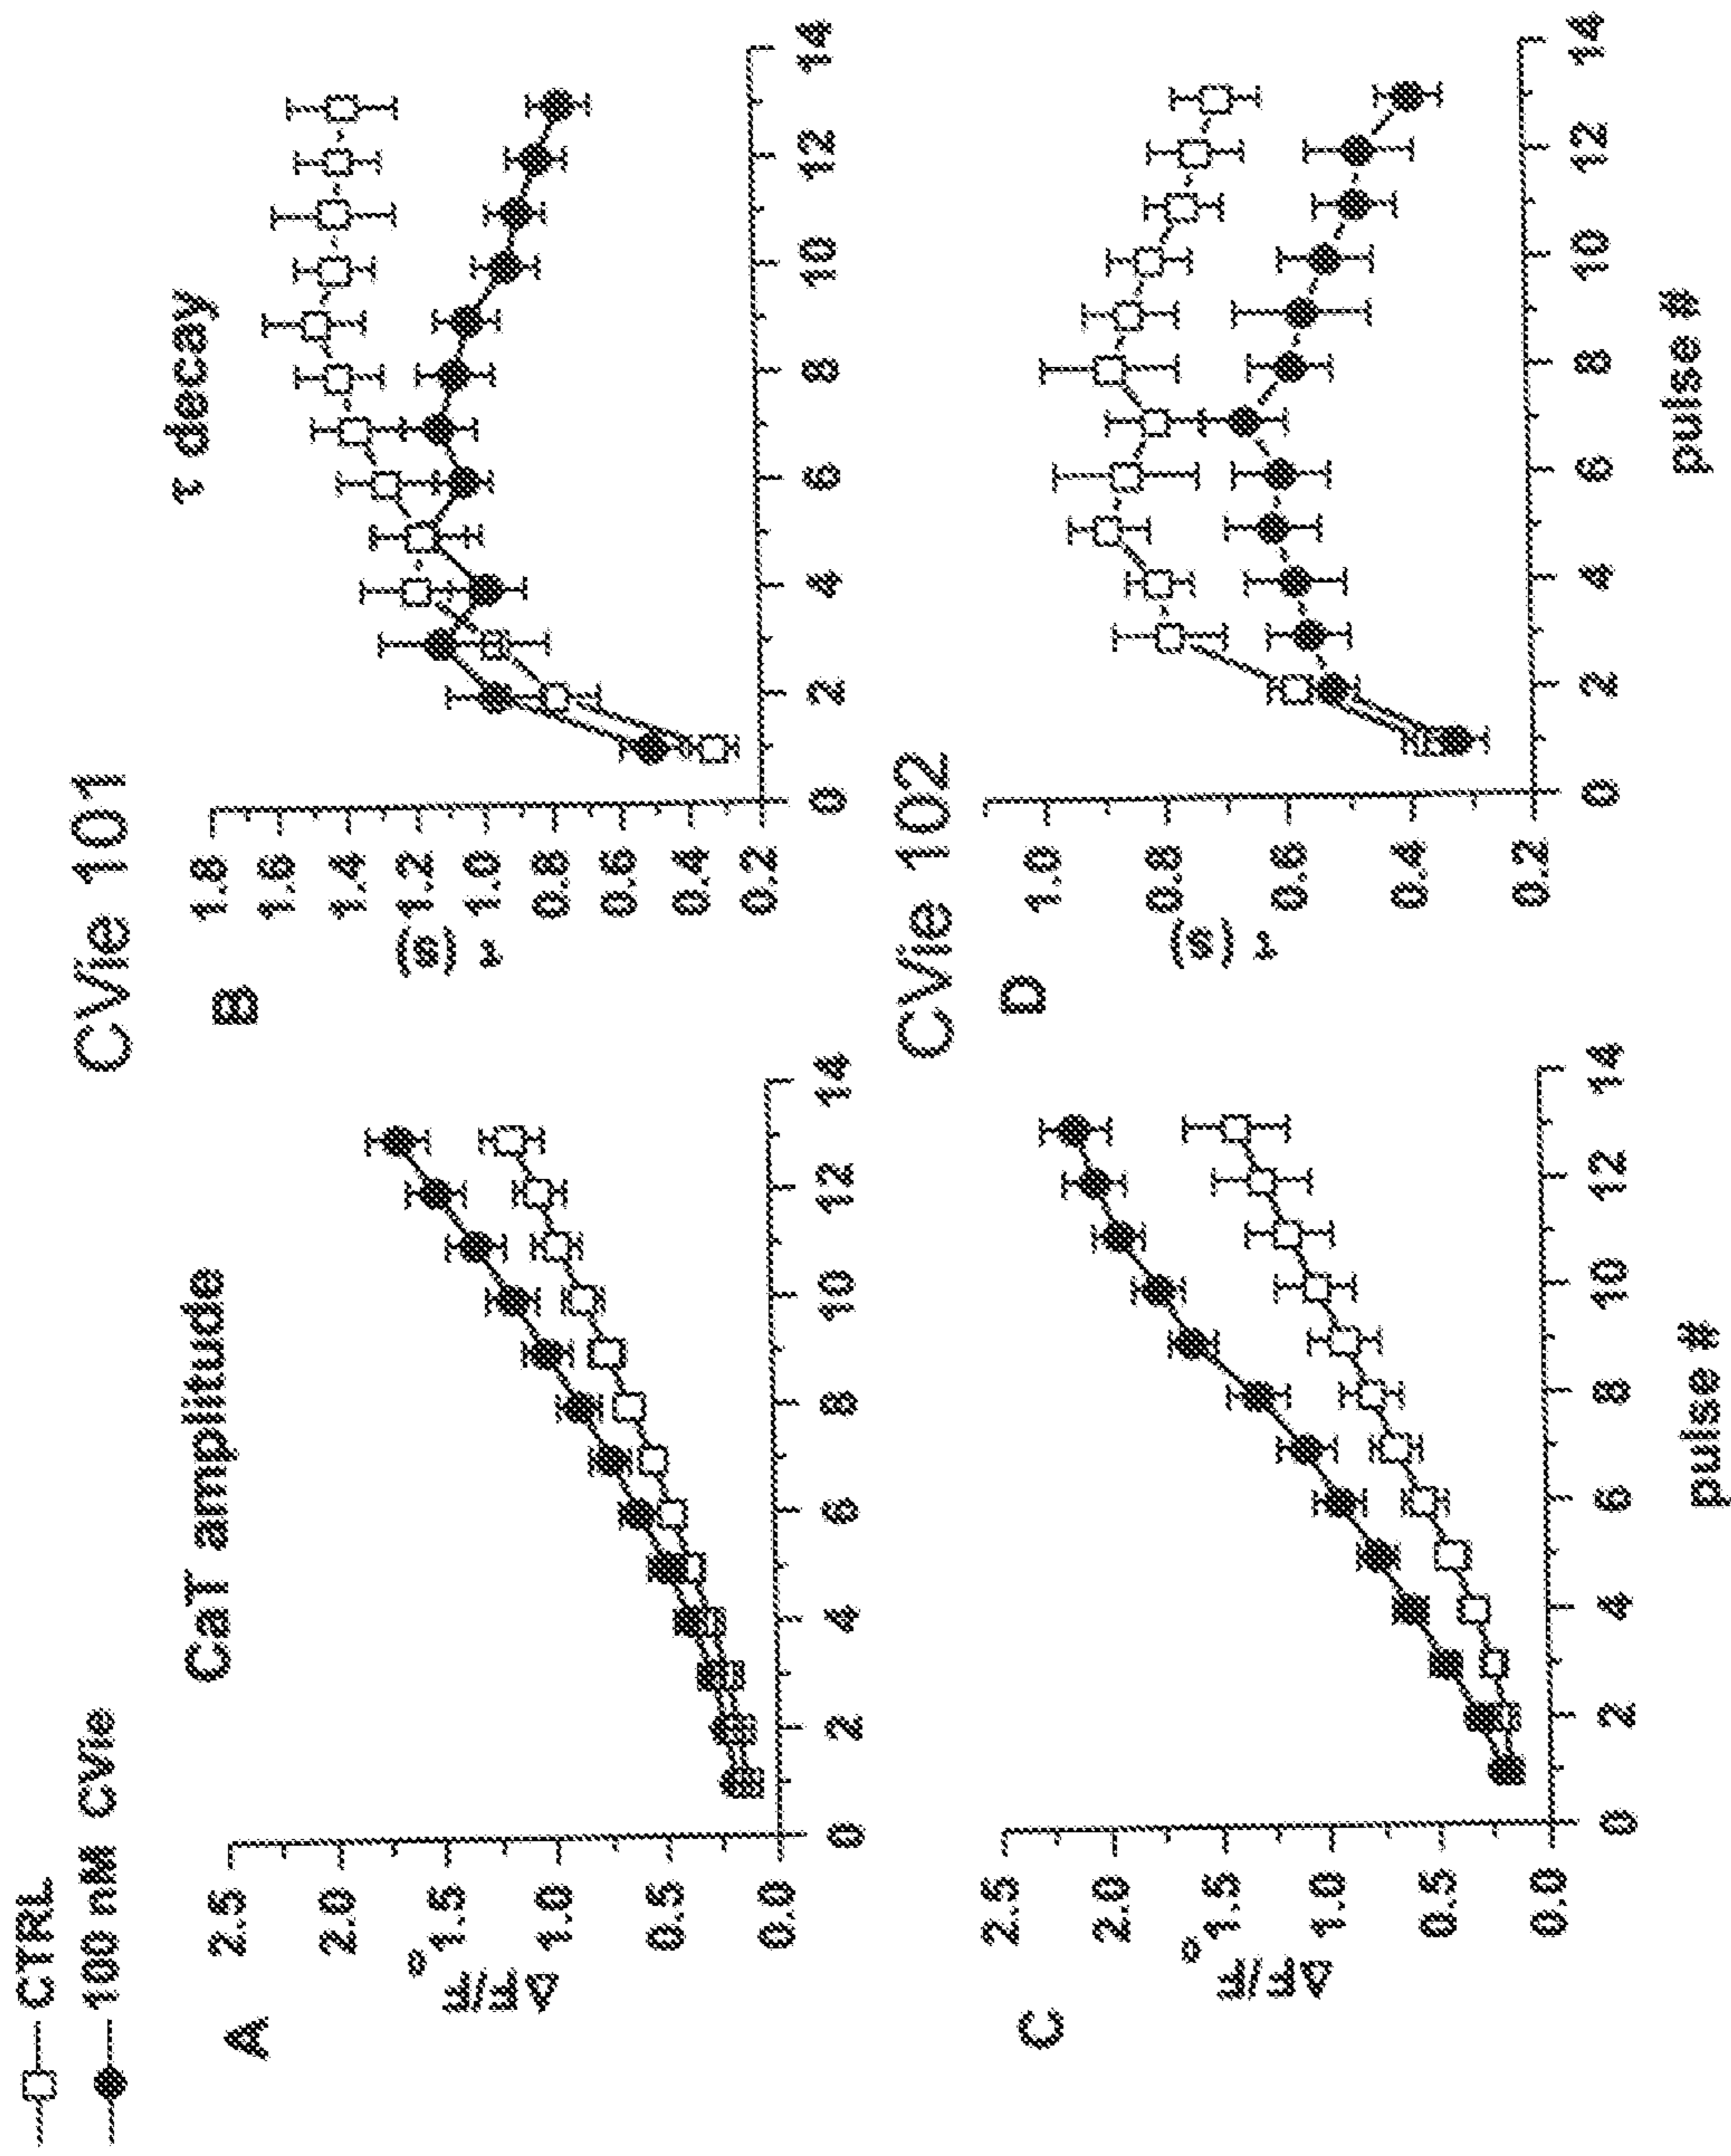 CTRL
100 nM CVie
CVie 101
CaT amplitude
τ decay
A
ΔF/F₀
2.5
2.0
1.5
1.0
0.5
0.0
0 2 4 6 8 10 12 14
B
τ (s)
1.8
1.6
1.4
1.2
1.0
0.8
0.6
0.4
0.2
0 2 4 6 8 10 12 14
CVie 102
C
ΔF/F₀
2.5
2.0
1.5
1.0
0.5
0.0
0 2 4 6 8 10 12 14
pulse #
D
τ (s)
1.0
0.8
0.6
0.4
0.2
0 2 4 6 8 10 12 14
pulse #